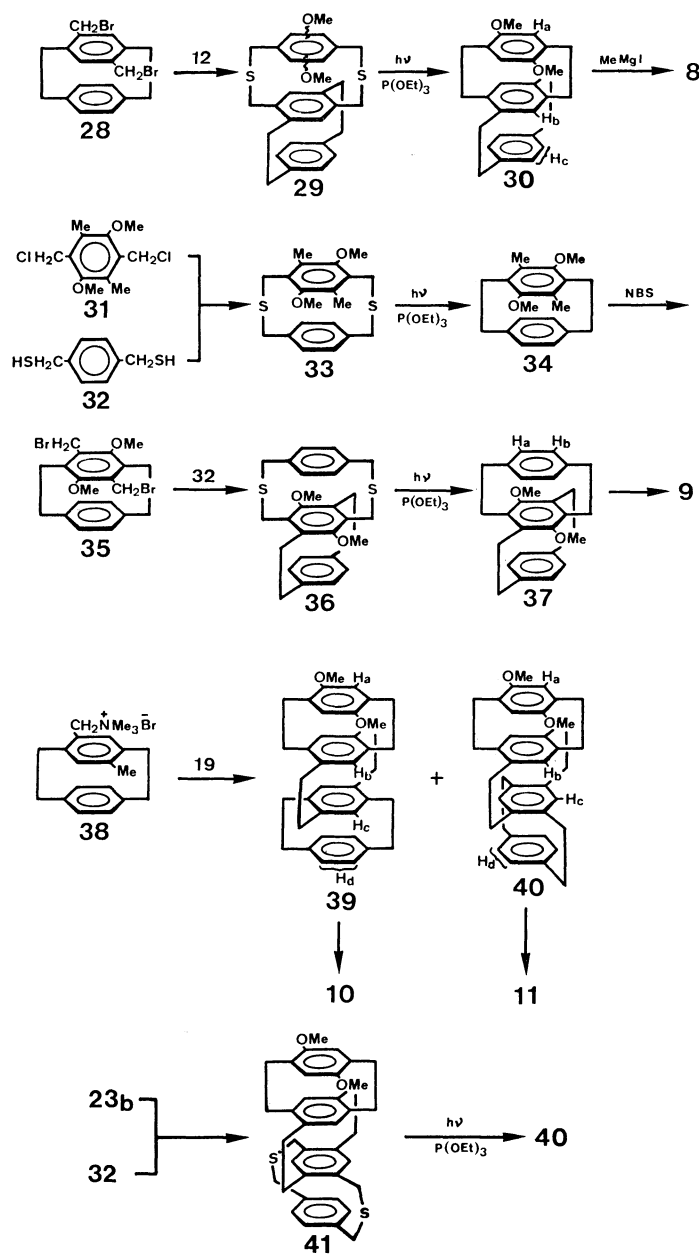 CH₂Br
CH₂Br
28
12
OMe
OMe
S
S
29
hν
P(OEt)₃
OMe
Ha
OMe
Hb
Hc
30
MeMgI
8
Me
OMe
ClH₂C
CH₂Cl
OMe
Me
31
HSH₂C
CH₂SH
32
Me
OMe
S
OMe
Me
S
33
hν
P(OEt)₃
Me
OMe
OMe
Me
34
NBS
BrH₂C
OMe
OMe
CH₂Br
35
32
S
S
OMe
OMe
36
hν
P(OEt)₃
Ha
Hb
OMe
OMe
37
9
CH₂N⁺Me₃Br⁻
Me
38
19
OMe
Ha
OMe
Hb
Hc
Hd
39
+
OMe
Ha
OMe
Hb
Hc
Hd
40
10
11
23b
32
OMe
OMe
S
S
41
hν
P(OEt)₃
40